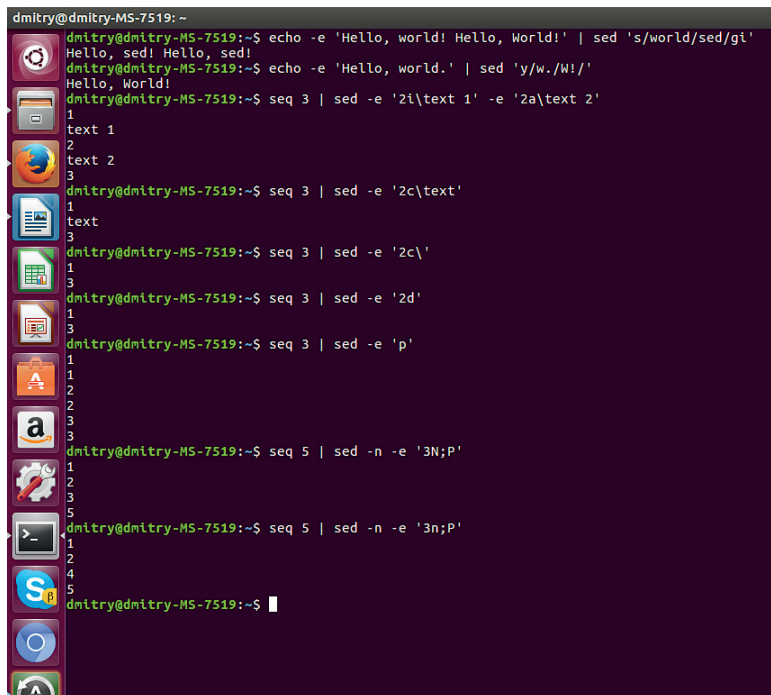 dmitry@dmitry-MS-7519: ~
dmitry@dmitry-MS-7519:~$ echo -e 'Hello, world! Hello, World!' | sed 's/world/sed/gi'
Hello, sed! Hello, sed!
dmitry@dmitry-MS-7519:~$ echo -e 'Hello, world.' | sed 'y/w./W!/'
Hello, World!
dmitry@dmitry-MS-7519:~$ seq 3 | sed -e '2i\text 1' -e '2a\text 2'
1
text 1
2
text 2
3
dmitry@dmitry-MS-7519:~$ seq 3 | sed -e '2c\text'
1
text
3
dmitry@dmitry-MS-7519:~$ seq 3 | sed -e '2c\'
1
3
dmitry@dmitry-MS-7519:~$ seq 3 | sed -e '2d'
1
3
dmitry@dmitry-MS-7519:~$ seq 3 | sed -e 'p'
1
1
2
2
3
3
dmitry@dmitry-MS-7519:~$ seq 5 | sed -n -e '3N;P'
1
2
3
5
dmitry@dmitry-MS-7519:~$ seq 5 | sed -n -e '3n;P'
1
2
4
5
dmitry@dmitry-MS-7519:~$